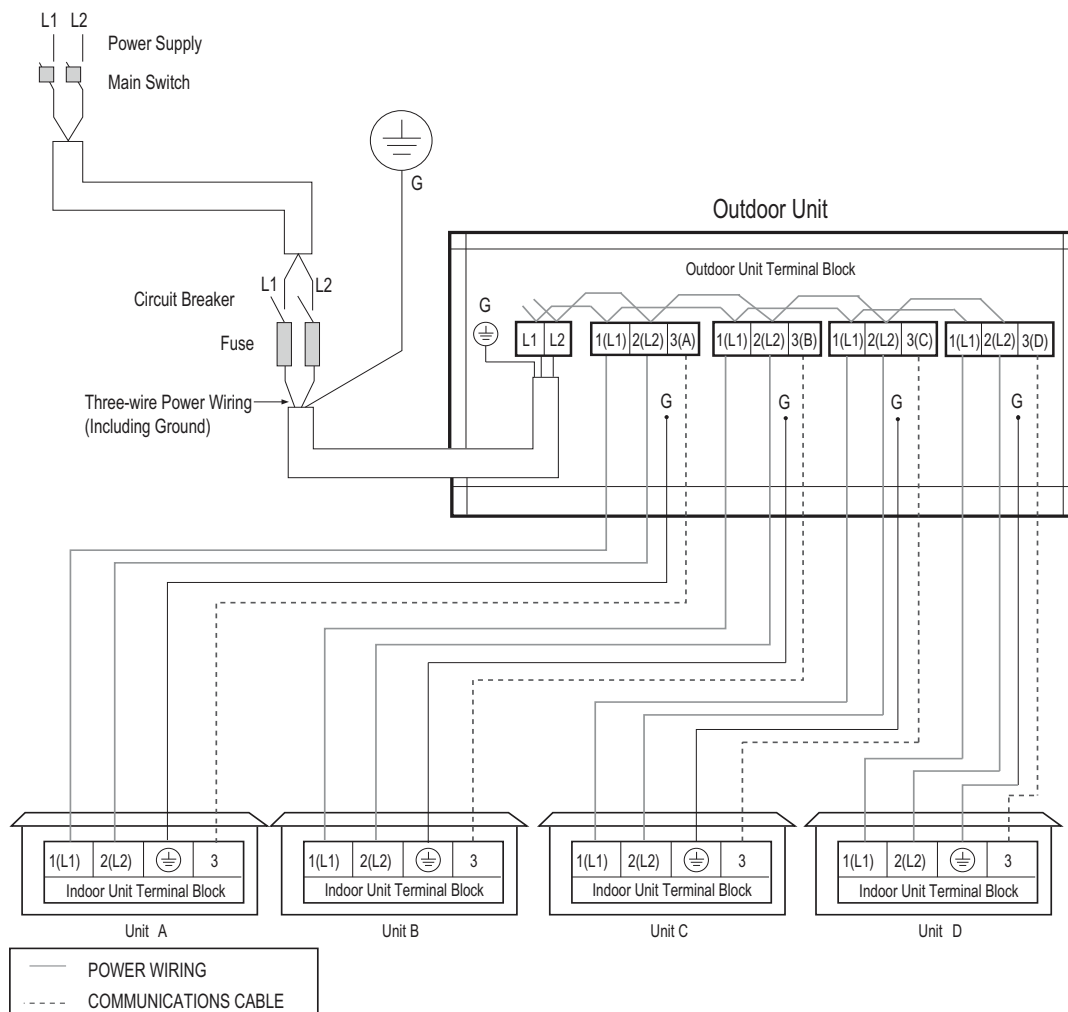 L1 L2
Power Supply
Main Switch
G
Outdoor Unit
Outdoor Unit Terminal Block
L1 L2
Circuit Breaker
Fuse
G
L1 L2
1(L1) 2(L2) 3(A)
1(L1) 2(L2) 3(B)
1(L1) 2(L2) 3(C)
1(L1) 2(L2) 3(D)
Three-wire Power Wiring
(Including Ground)
G G G G
1(L1) 2(L2) 3
Indoor Unit Terminal Block
Unit A
1(L1) 2(L2) 3
Indoor Unit Terminal Block
Unit B
1(L1) 2(L2) 3
Indoor Unit Terminal Block
Unit C
1(L1) 2(L2) 3
Indoor Unit Terminal Block
Unit D
POWER WIRING
COMMUNICATIONS CABLE